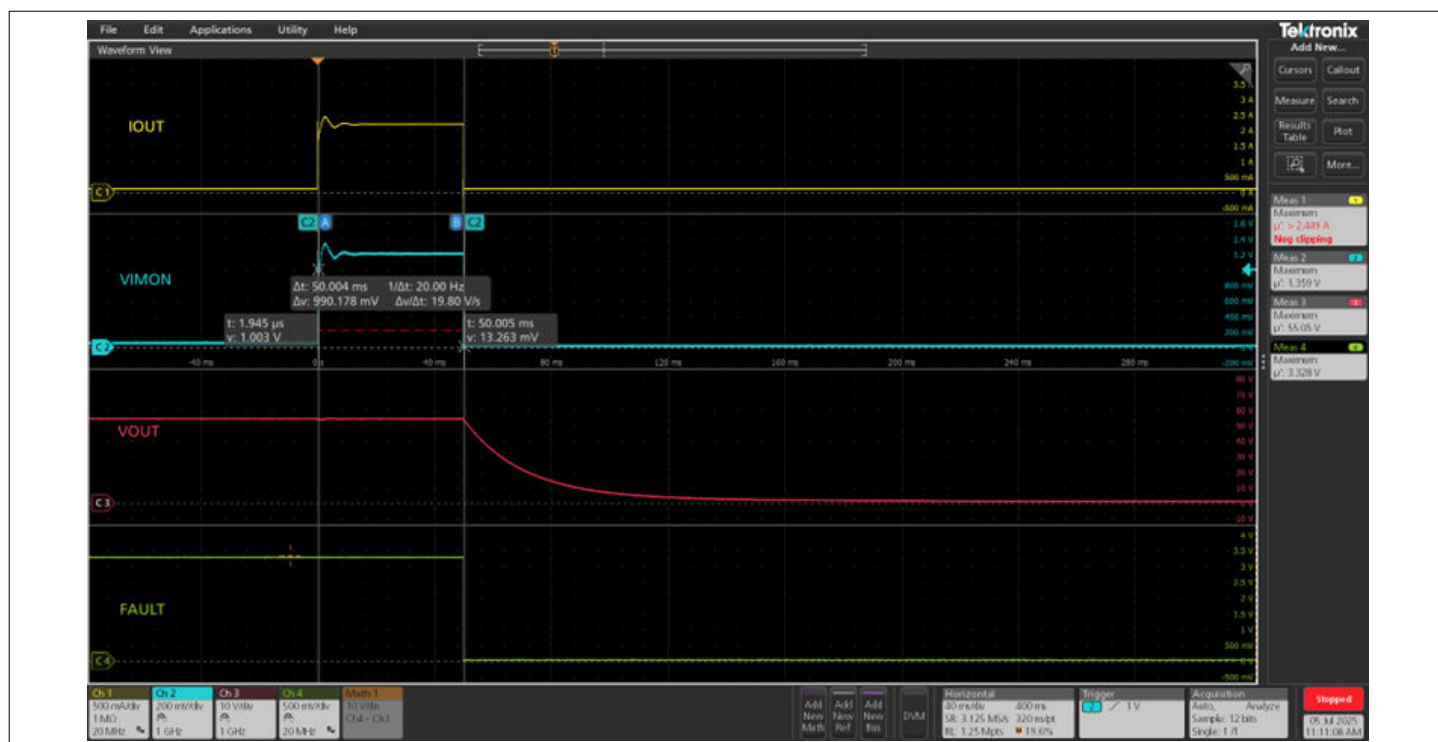 File Edit Applications Utility Help
Tektronix
Waveform View
Add New...
Cursors Callout
Measure Search
Results Table Plot
More...
IOUT
3.5 A
3 A
2.5 A
2 A
1.5 A
1 A
500 mA
0 A
-500 mA
C1
Meas 1 1
Maximum
µ': > 2.449 A
Neg clipping
C2 A B C2
1.6 V
1.4 V
1.2 V
800 mV
600 mV
400 mV
200 mV
0 V
-200 mV
VIMON
Δt: 50.004 ms 1/Δt: 20.00 Hz
Δv: 990.178 mV Δv/Δt: 19.80 V/s
t: 1.945 µs
v: 1.003 V
t: 50.005 ms
v: 13.263 mV
C2
Meas 2 2
Maximum
µ': 1.359 V
Meas 3 3
Maximum
µ': 55.05 V
Meas 4 4
Maximum
µ': 3.328 V
-40 ms 0 s 40 ms 80 ms 120 ms 160 ms 200 ms 240 ms 280 ms
80 V
70 V
60 V
50 V
40 V
30 V
20 V
10 V
-10 V
VOUT
C3
4 V
3.5 V
3 V
2.5 V
2 V
1.5 V
1 V
500 mV
0 V
-500 mV
FAULT
C4
Ch 1
500 mA/div
1 MΩ
20 MHz
Ch 2
200 mV/div
1 GHz
Ch 3
10 V/div
1 GHz
Ch 4
500 mV/div
20 MHz
Math 1
10 V/div
Ch4 - Ch3
Add New Math
Add New Ref
Add New Bus
DVM
Horizontal
40 ms/div 400 ms
SR: 3.125 MS/s 320 ns/pt
RL: 1.25 Mpts 19.6%
Trigger
2 1 V
Acquisition
Auto, Analyze
Sample: 12 bits
Single: 1 /1
Stopped
05 Jul 2025
11:11:08 AM